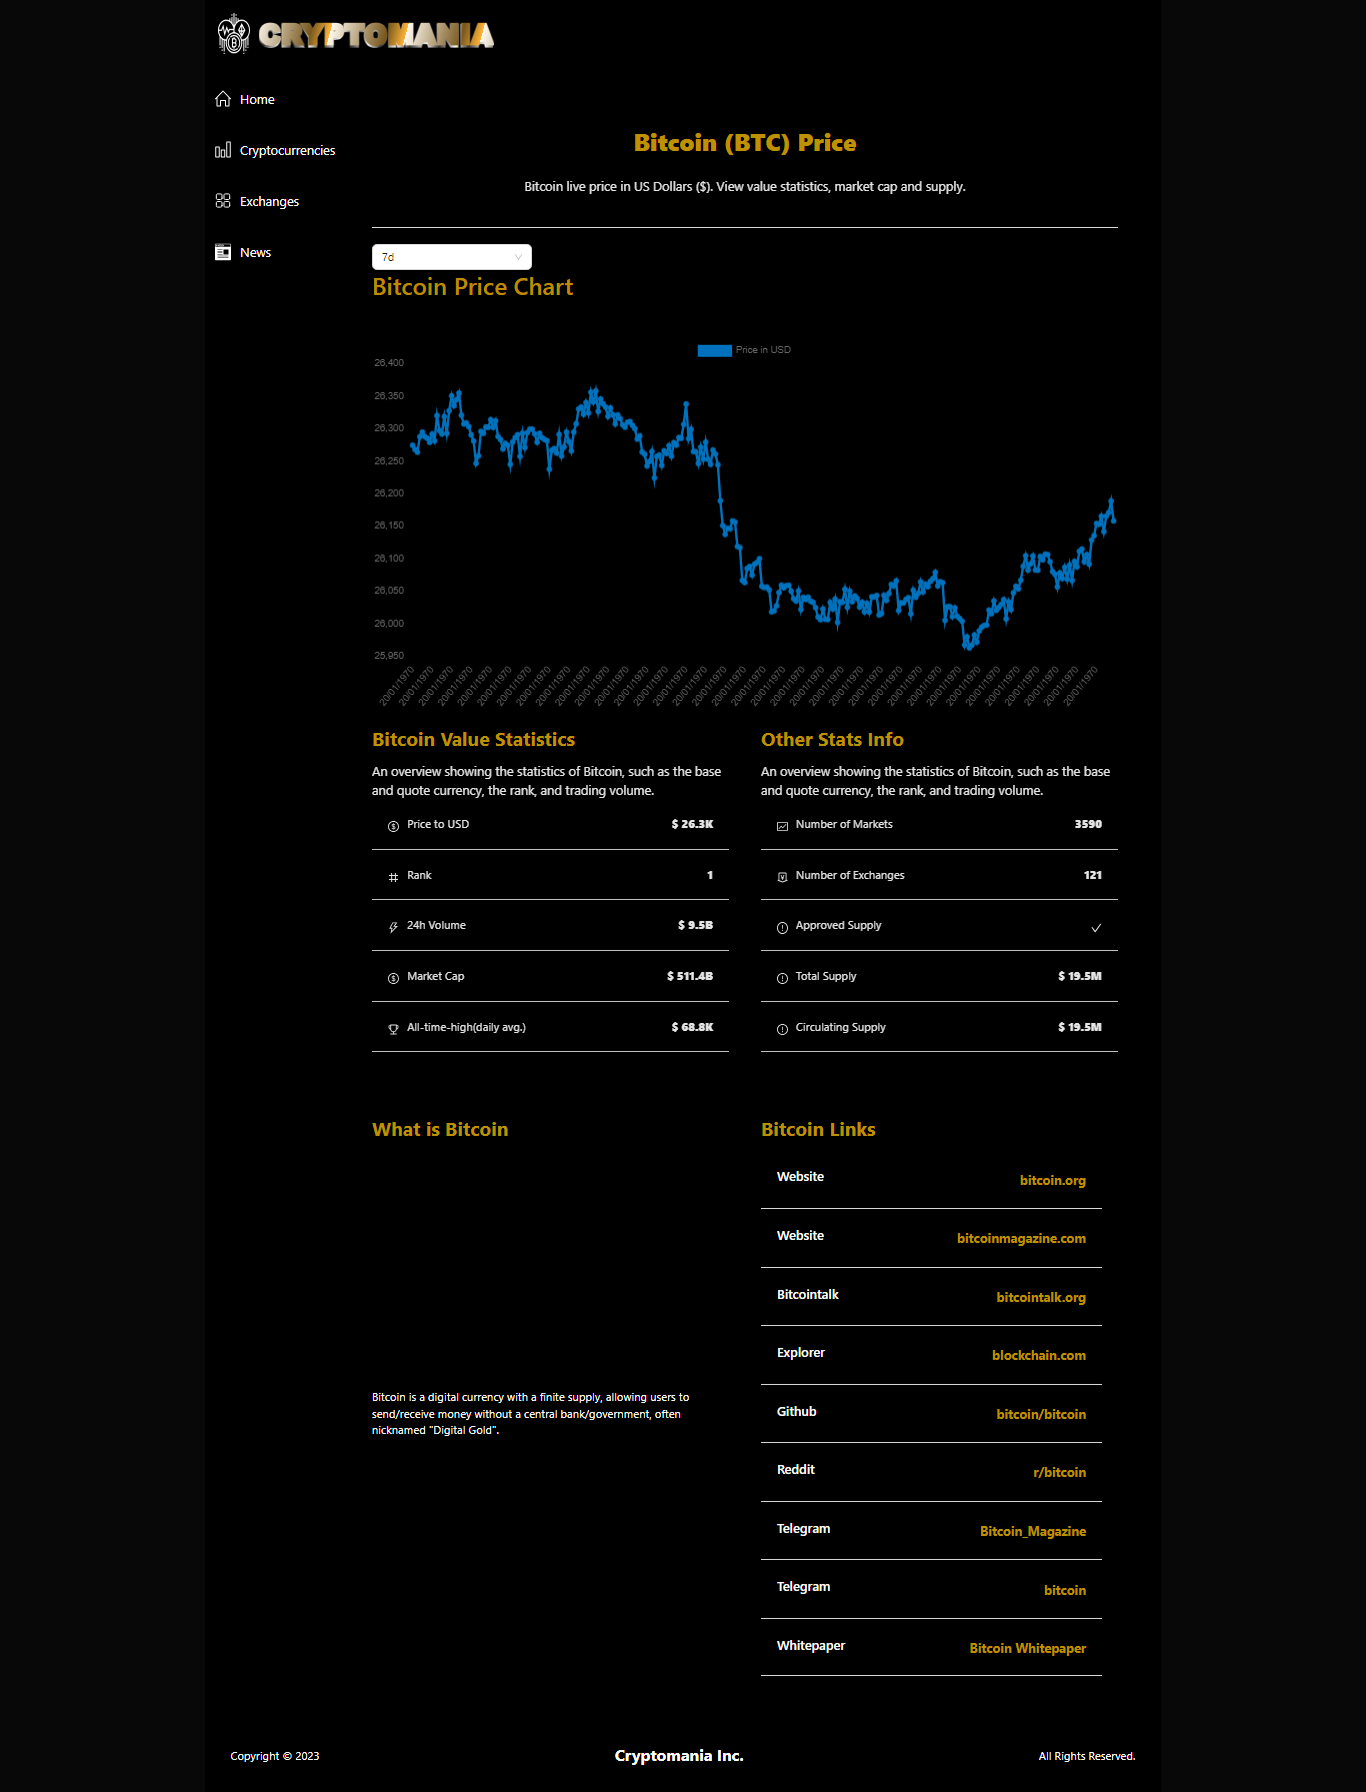 CRYPTOMANIA
Home
Cryptocurrencies
Exchanges
News
Bitcoin (BTC) Price
Bitcoin live price in US Dollars ($). View value statistics, market cap and supply.
7d
Bitcoin Price Chart
Price in USD
26,400
26,350
26,300
26,250
26,200
26,150
26,100
26,050
26,000
25,950
20/01/1970 20/01/1970 20/01/1970 20/01/1970 20/01/1970 20/01/1970 20/01/1970 20/01/1970 20/01/1970 20/01/1970 20/01/1970 20/01/1970 20/01/1970 20/01/1970 20/01/1970 20/01/1970 20/01/1970 20/01/1970 20/01/1970 20/01/1970 20/01/1970 20/01/1970 20/01/1970 20/01/1970 20/01/1970 20/01/1970 20/01/1970 20/01/1970 20/01/1970 20/01/1970 20/01/1970 20/01/1970 20/01/1970 20/01/1970 20/01/1970 20/01/1970
Bitcoin Value Statistics
An overview showing the statistics of Bitcoin, such as the base
and quote currency, the rank, and trading volume.
Price to USD $ 26.3K
Rank 1
24h Volume $ 9.5B
Market Cap $ 511.4B
All-time-high(daily avg.) $ 68.8K
Other Stats Info
An overview showing the statistics of Bitcoin, such as the base
and quote currency, the rank, and trading volume.
Number of Markets 3590
Number of Exchanges 121
Approved Supply
Total Supply $ 19.5M
Circulating Supply $ 19.5M
What is Bitcoin
Bitcoin is a digital currency with a finite supply, allowing users to
send/receive money without a central bank/government, often
nicknamed "Digital Gold".
Bitcoin Links
Website bitcoin.org
Website bitcoinmagazine.com
Bitcointalk bitcointalk.org
Explorer blockchain.com
Github bitcoin/bitcoin
Reddit r/bitcoin
Telegram Bitcoin_Magazine
Telegram bitcoin
Whitepaper Bitcoin Whitepaper
Copyright © 2023 Cryptomania Inc. All Rights Reserved.